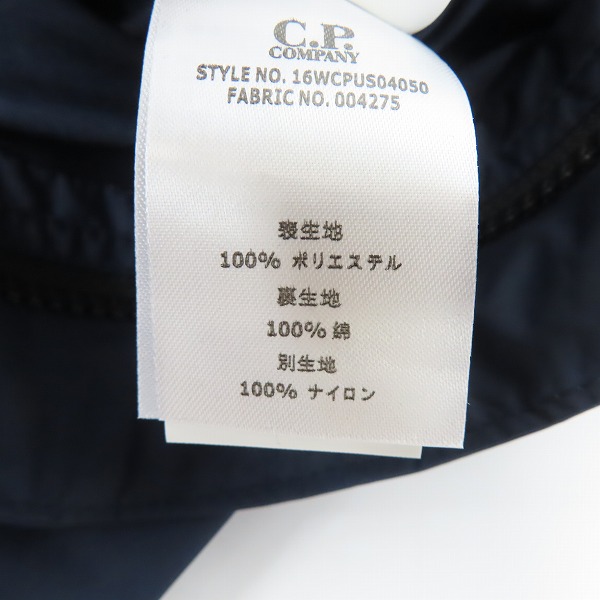 C.P.
COMPANY
STYLE NO. 16WCPUS04050
FABRIC NO. 004275
表生地
100% ポリエステル
裏生地
100% 綿
別生地
100% ナイロン